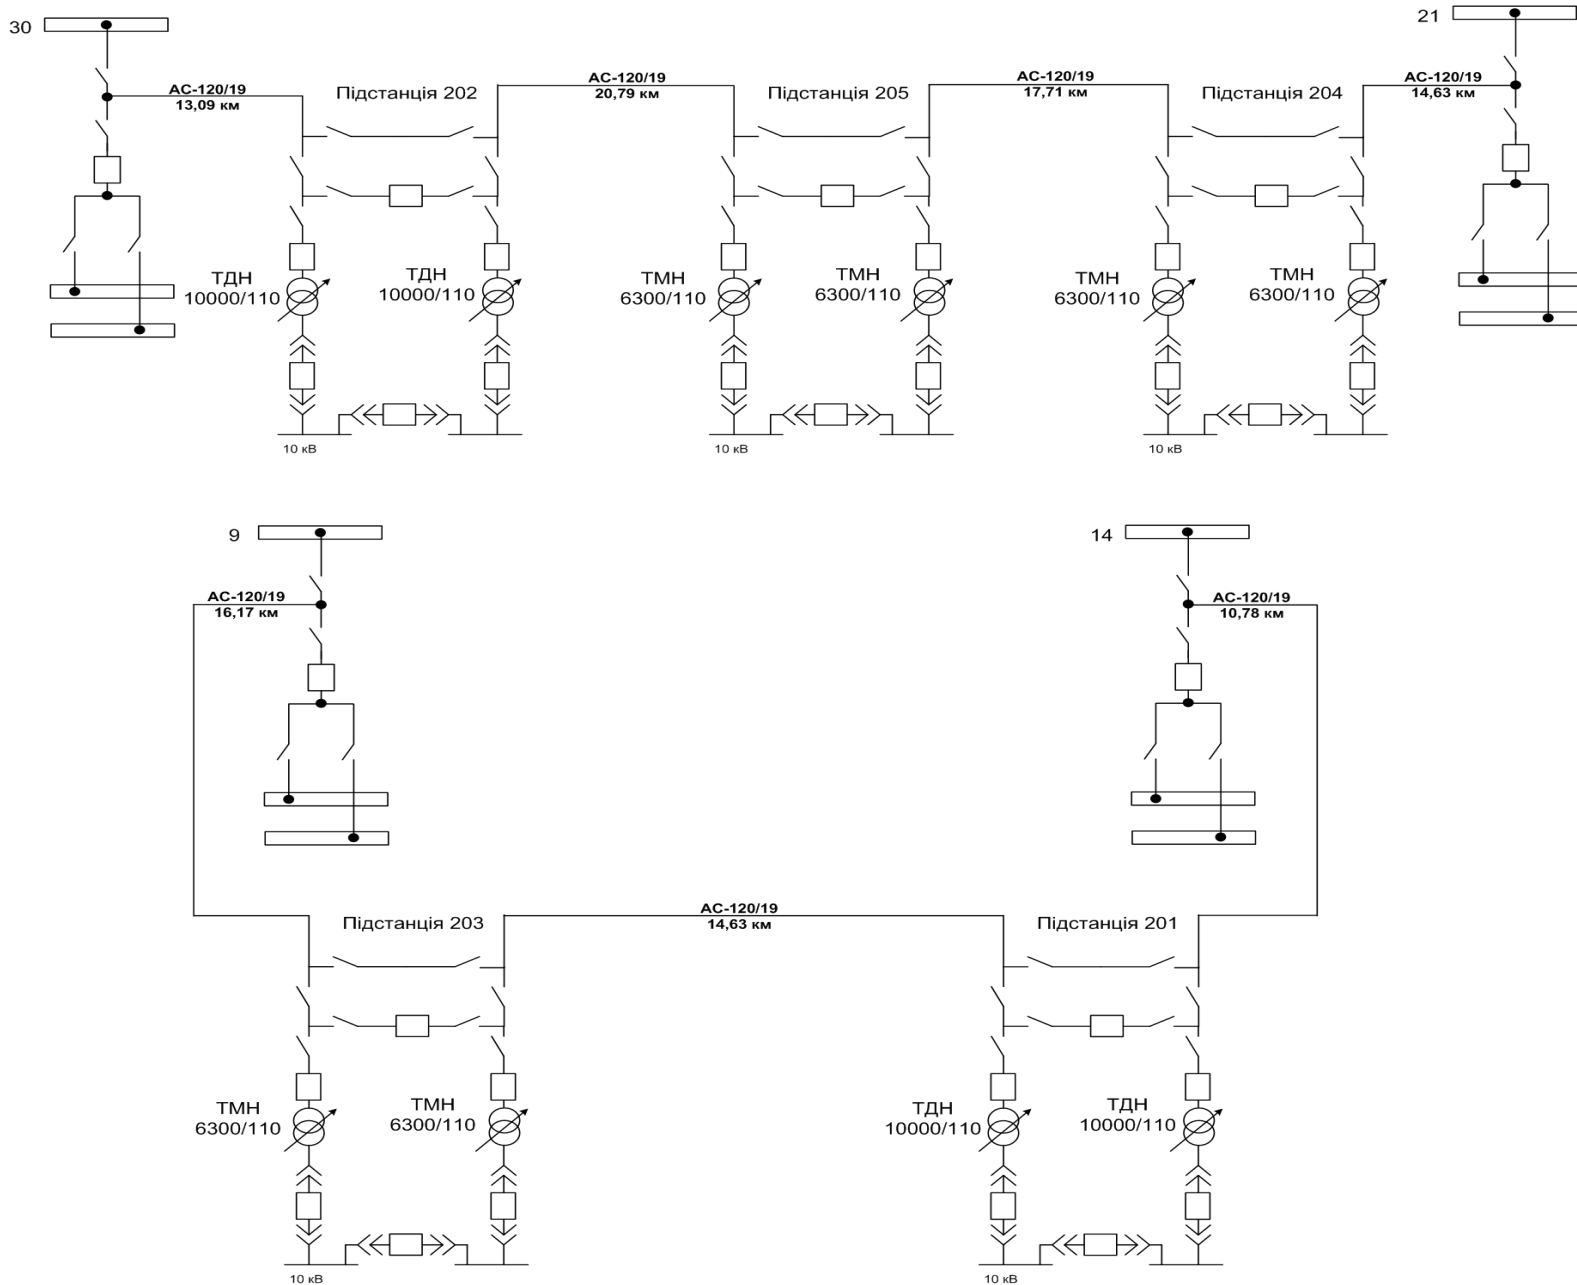 30
21
АС-120/19
13,09 км
Підстанція 202
АС-120/19
20,79 км
Підстанція 205
АС-120/19
17,71 км
Підстанція 204
АС-120/19
14,63 км
ТДН
10000/110
ТДН
10000/110
ТМН
6300/110
ТМН
6300/110
ТМН
6300/110
ТМН
6300/110
10 кВ
10 кВ
10 кВ
9
14
АС-120/19
16,17 км
АС-120/19
10,78 км
Підстанція 203
АС-120/19
14,63 км
Підстанція 201
ТМН
6300/110
ТМН
6300/110
ТДН
10000/110
ТДН
10000/110
10 кВ
10 кВ